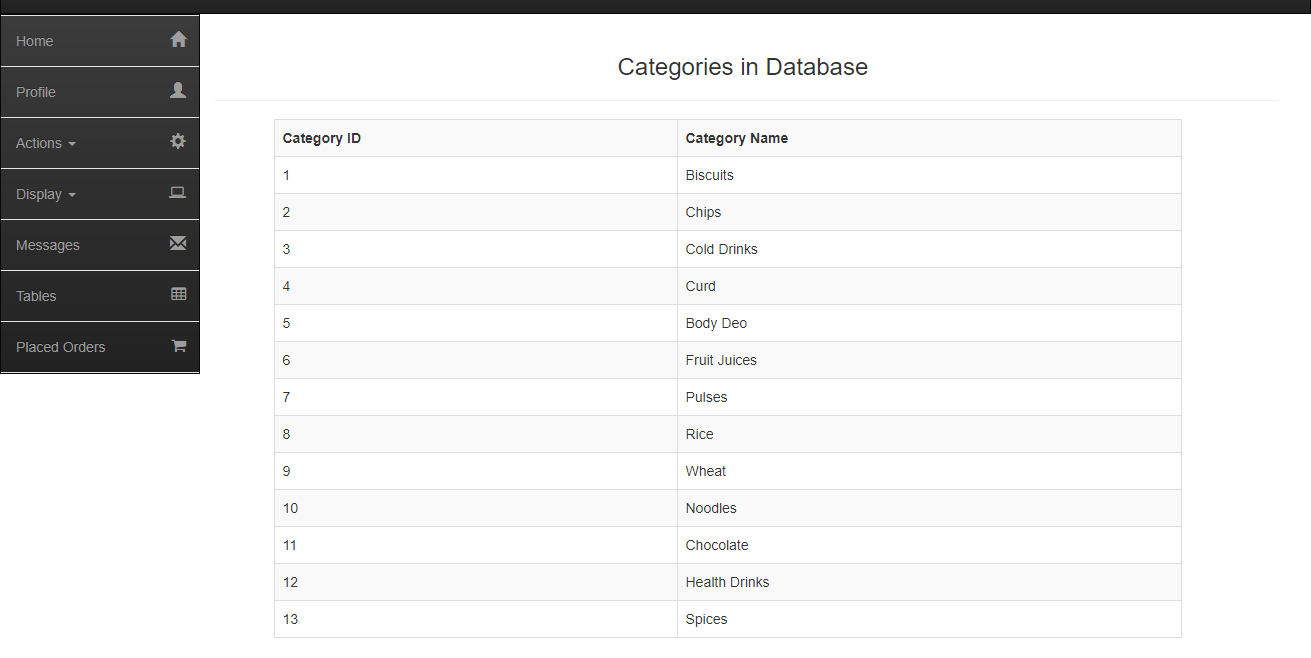 Home
Profile
Actions
Display
Messages
Tables
Placed Orders
Categories in Database
Category ID Category Name
1 Biscuits
2 Chips
3 Cold Drinks
4 Curd
5 Body Deo
6 Fruit Juices
7 Pulses
8 Rice
9 Wheat
10 Noodles
11 Chocolate
12 Health Drinks
13 Spices